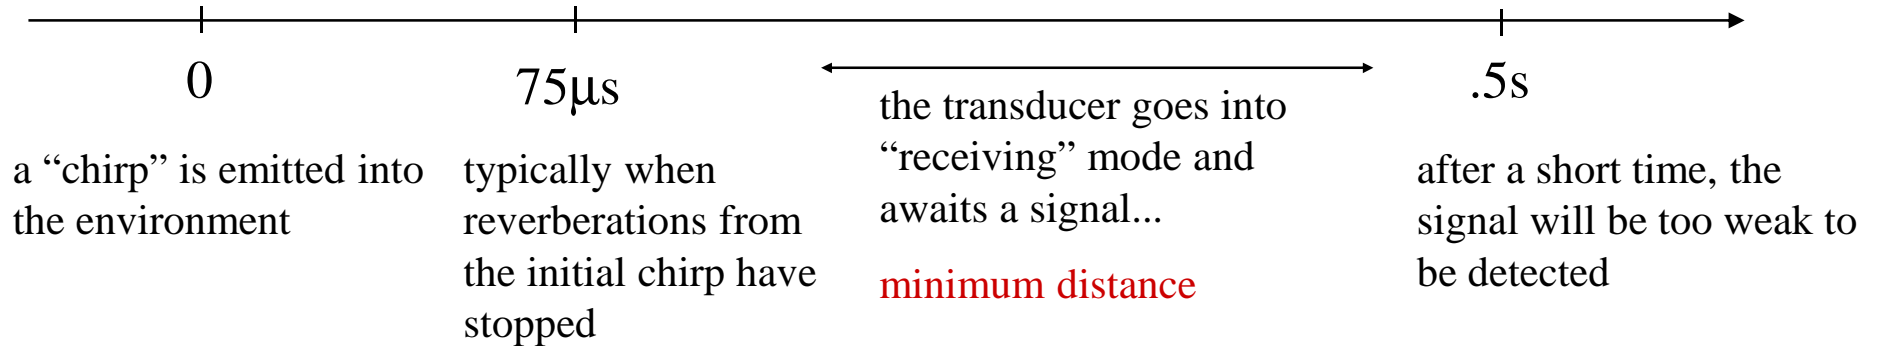 0
a “chirp” is emitted into
the environment
75µs
typically when
reverberations from
the initial chirp have
stopped
the transducer goes into
“receiving” mode and
awaits a signal...
minimum distance
.5s
after a short time, the
signal will be too weak to
be detected